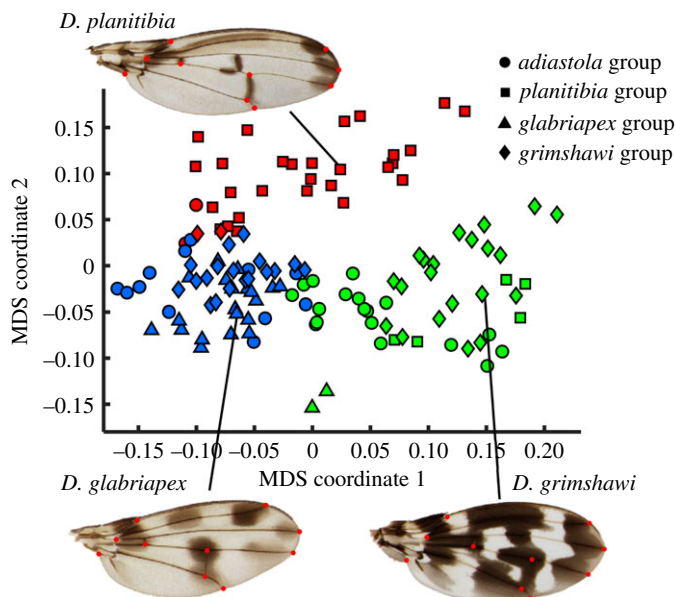 D. planitibia
adiastola group
planitibia group
glabriapex group
grimshawi group
MDS coordinate 2
0.15
0.10
0.05
0
−0.05
−0.10
−0.15
−0.15 −0.10 −0.05 0 0.05 0.10 0.15 0.20
MDS coordinate 1
D. glabriapex
D. grimshawi